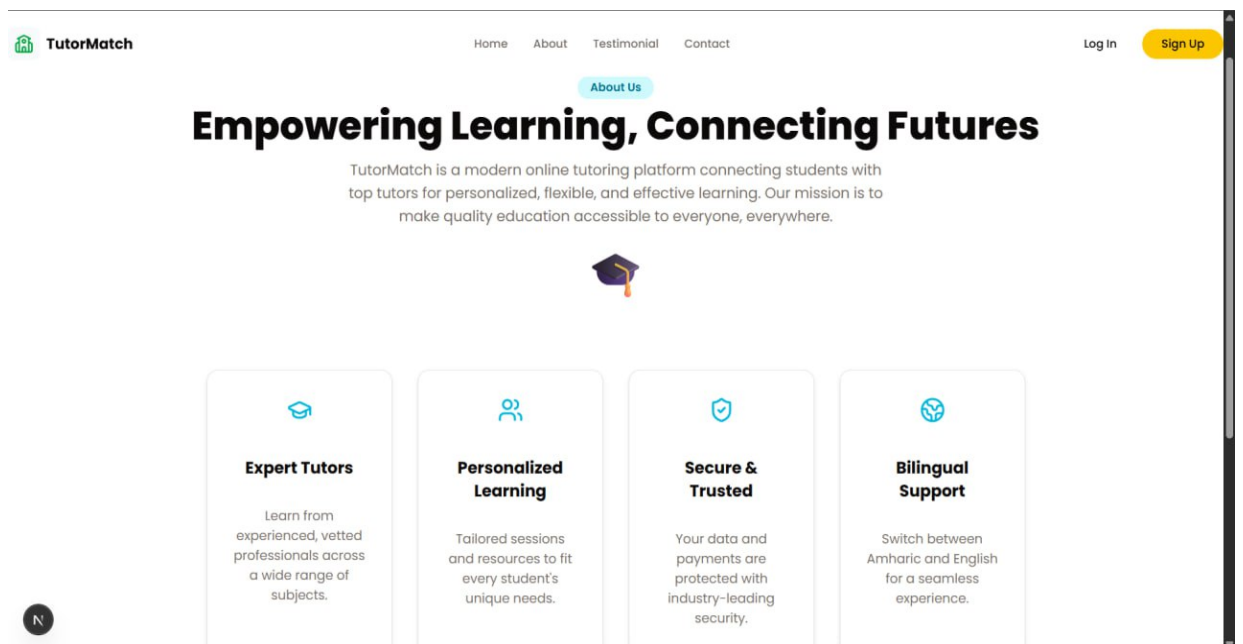 TutorMatch
Home About Testimonial Contact
Log In
Sign Up
About Us
Empowering Learning, Connecting Futures
TutorMatch is a modern online tutoring platform connecting students with
top tutors for personalized, flexible, and effective learning. Our mission is to
make quality education accessible to everyone, everywhere.
Expert Tutors
Learn from
experienced, vetted
professionals across
a wide range of
subjects.
Personalized
Learning
Tailored sessions
and resources to fit
every student's
unique needs.
Secure &
Trusted
Your data and
payments are
protected with
industry-leading
security.
Bilingual
Support
Switch between
Amharic and English
for a seamless
experience.
N